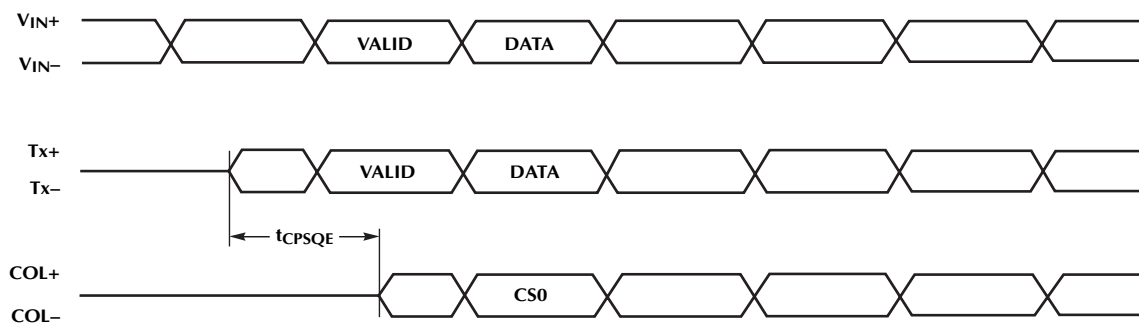 VIN+
VALID DATA
VIN–
Tx+
VALID DATA
Tx–
tCPSQE
COL+
CS0
COL–